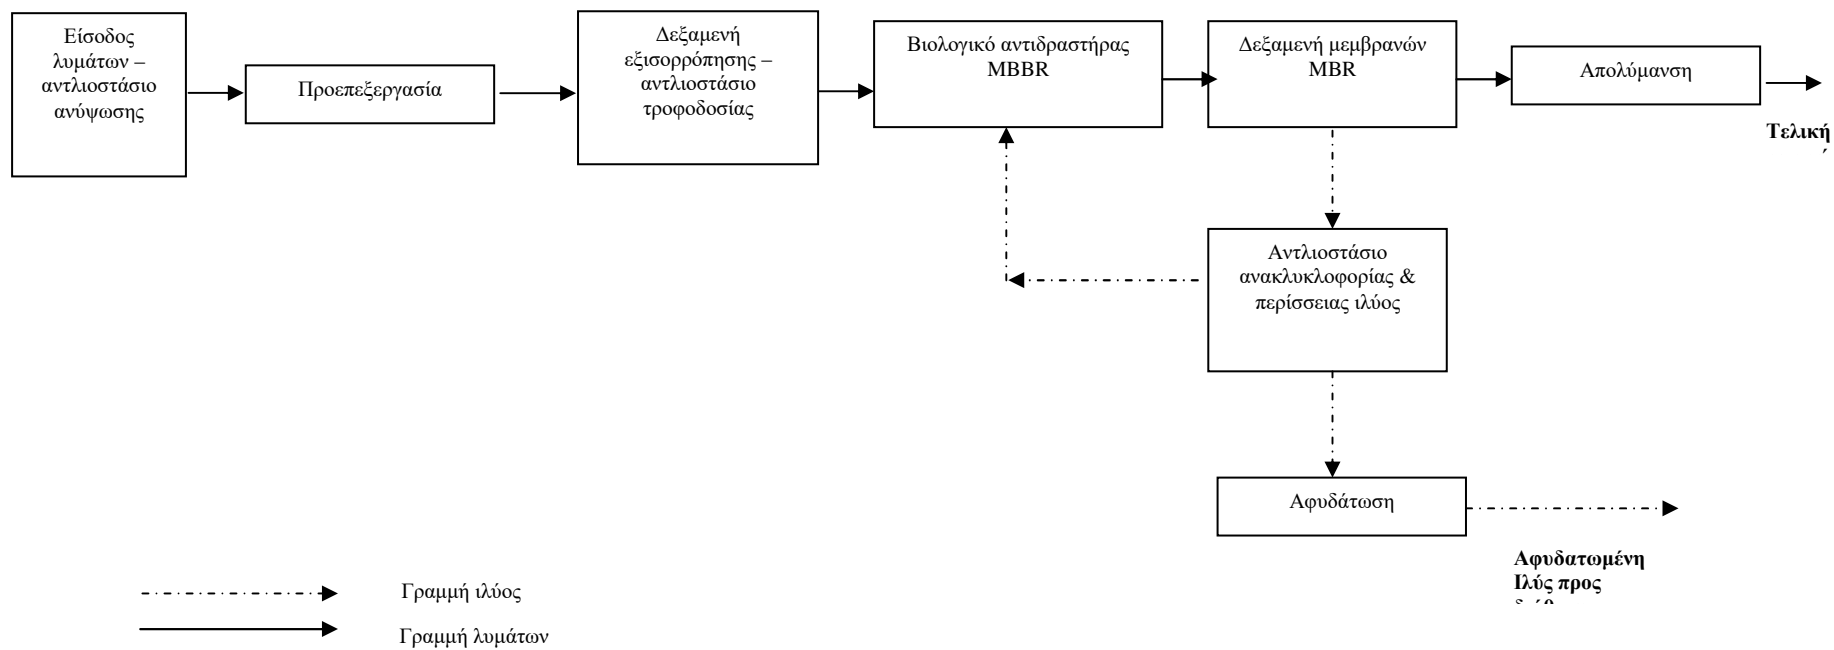 Είσοδος
λυμάτων –
αντλιοστάσιο
ανύψωσης
Προεπεξεργασία
Δεξαμενή
εξισορρόπησης –
αντλιοστάσιο
τροφοδοσίας
Βιολογικό αντιδραστήρας
MBBR
Δεξαμενή μεμβρανών
MBR
Απολύμανση
Τελική
Αντλιοστάσιο
ανακλυκλοφορίας &
περίσσειας ιλύος
Αφυδάτωση
Αφυδατωμένη
Ιλύς προς
Γραμμή ιλύος
Γραμμή λυμάτων